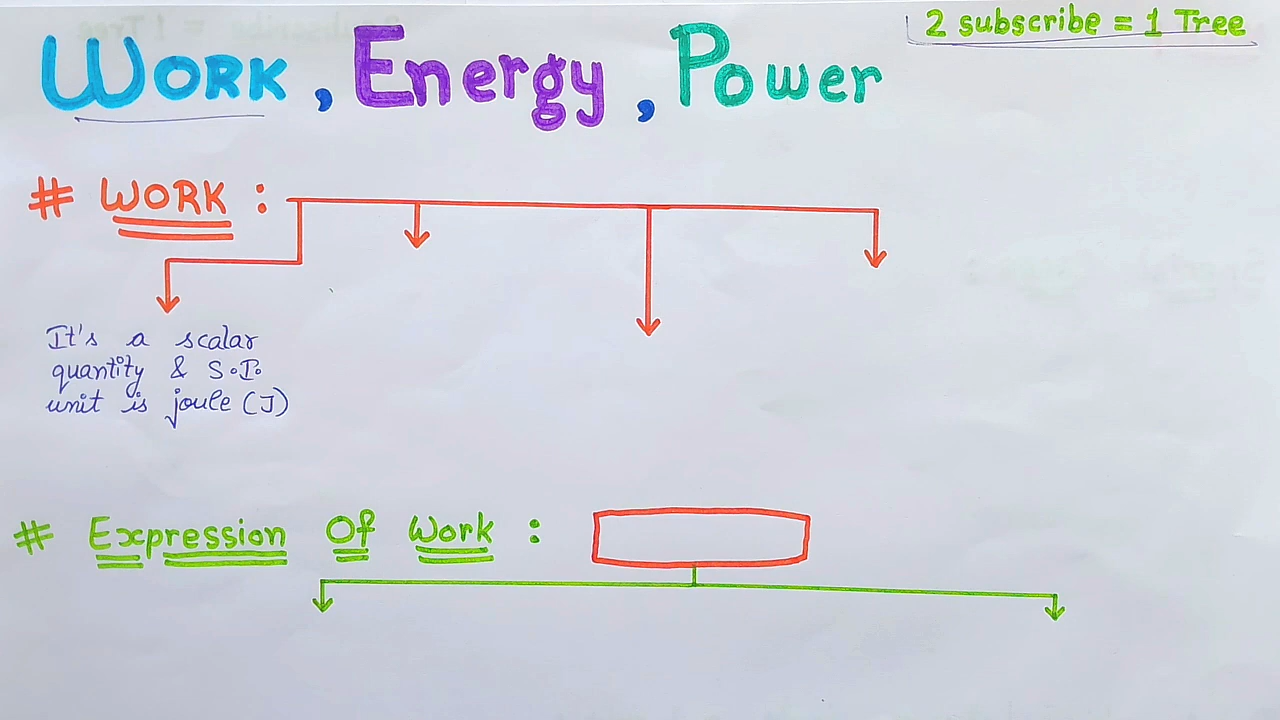 2 subscribe = 1 Tree
WORK, Energy, Power
# WORK :
It's a scalar
quantity & S.I.
unit is joule (J)
# Expression Of Work :